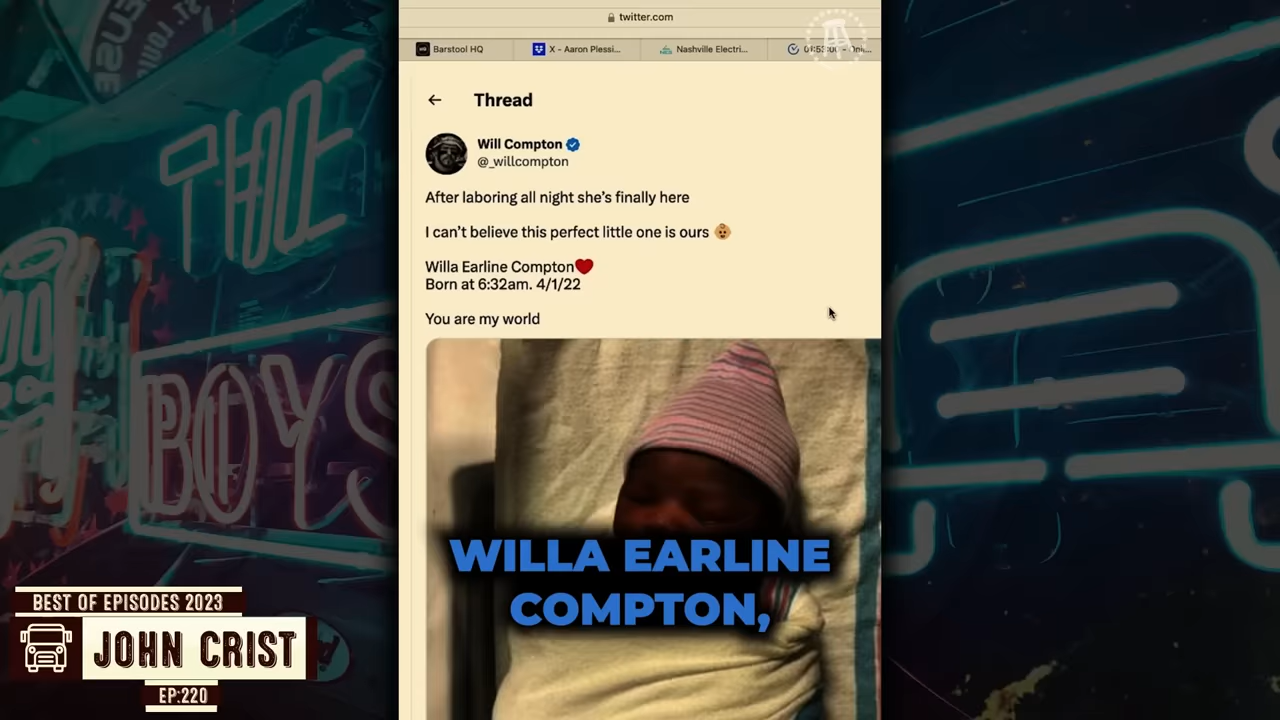 twitter.com
Barstool HQ
X - Aaron Plessi...
Nashville Electri...
Thread
Will Compton
@_willcompton
After laboring all night she's finally here
I can't believe this perfect little one is ours
Willa Earline Compton❤️
Born at 6:32am. 4/1/22
You are my world
WILLA EARLINE
COMPTON,
THE
BOYS
BEST OF EPISODES 2023
JOHN CRIST
EP:220